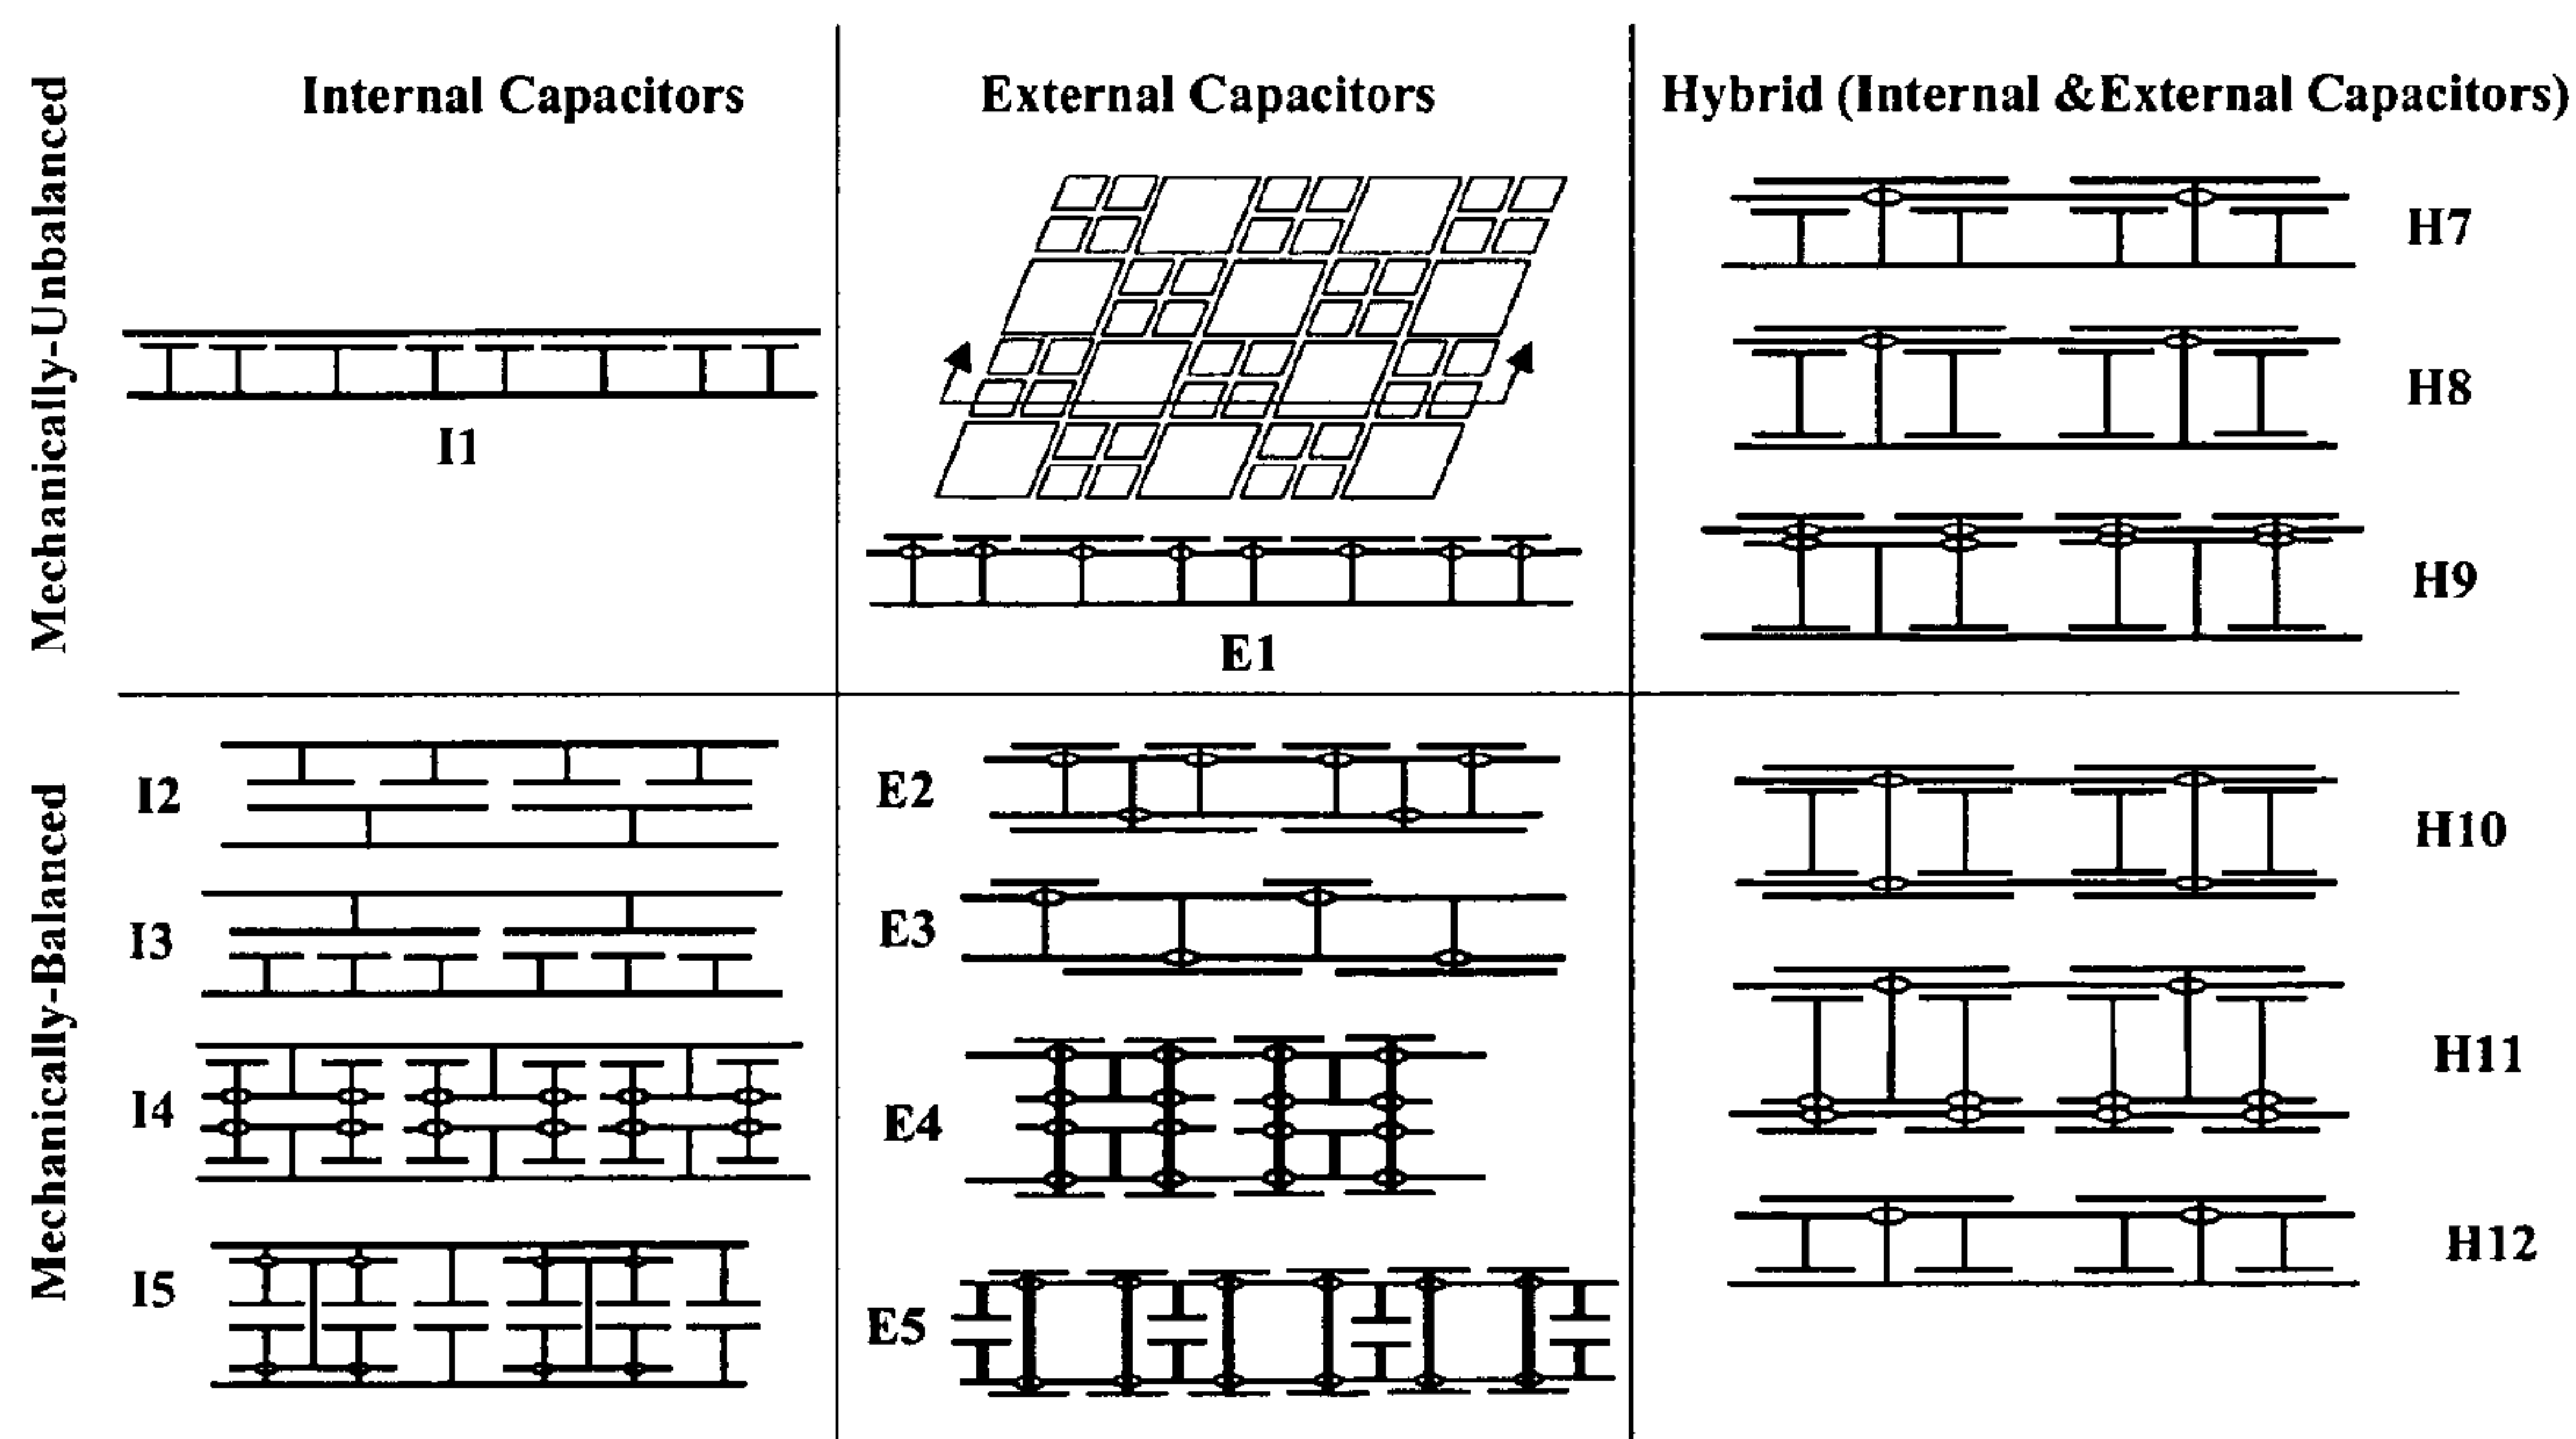 Internal Capacitors
External Capacitors
Hybrid (Internal &External Capacitors)
Mechanically-Unbalanced
I1
E1
H7
H8
H9
Mechanically-Balanced
I2
I3
I4
I5
E2
E3
E4
E5
H10
H11
H12